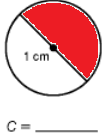 1 cm
C = ________